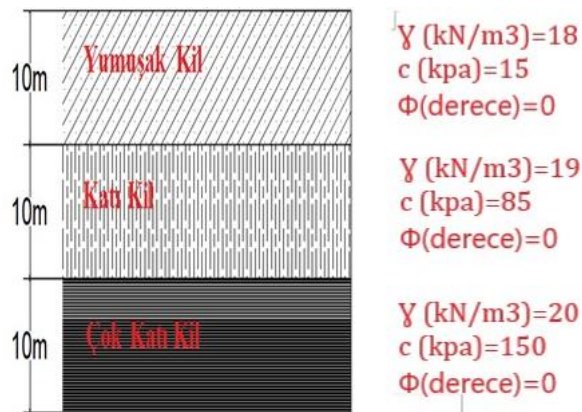 10m
Yumuşak Kil
Ɣ (kN/m3)=18
c (kpa)=15
Φ(derece)=0
10m
Katı Kil
Ɣ (kN/m3)=19
c (kpa)=85
Φ(derece)=0
10m
Çok Katı Kil
Ɣ (kN/m3)=20
c (kpa)=150
Φ(derece)=0